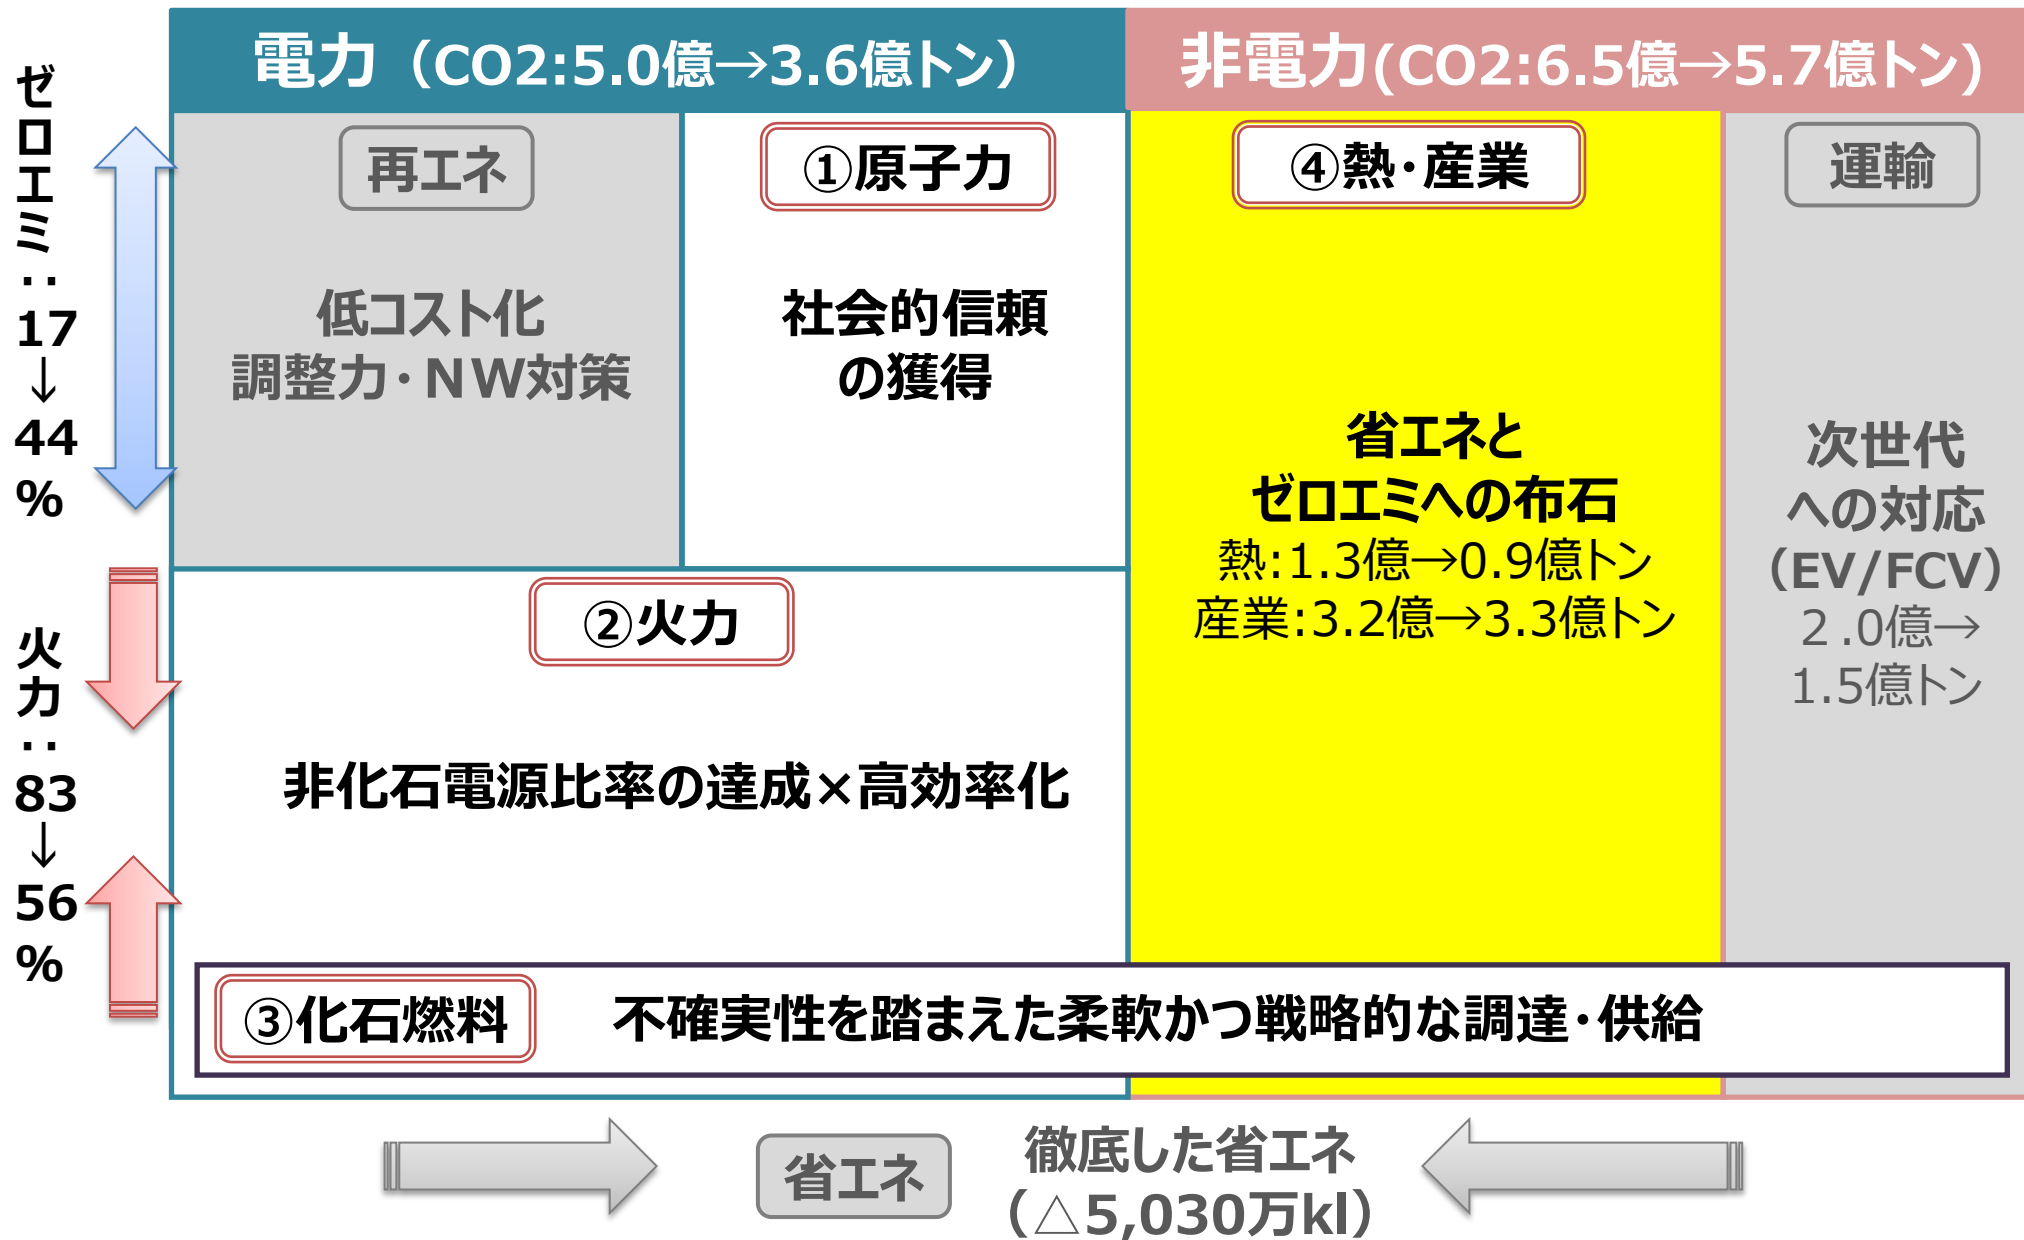 電力（CO2:5.0億→3.6億トン）
非電力(CO2:6.5億→5.7億トン)
ゼロエミ：
17
↓
44
%
火力：
83
↓
56
%
再エネ
低コスト化
調整力・NW対策
①原子力
社会的信頼
の獲得
②火力
非化石電源比率の達成×高効率化
④熱・産業
省エネと
ゼロエミへの布石
熱:1.3億→0.9億トン
産業:3.2億→3.3億トン
運輸
次世代
への対応
（EV/FCV）
２.0億→
1.5億トン
③化石燃料
不確実性を踏まえた柔軟かつ戦略的な調達・供給
省エネ
徹底した省エネ
（△5,030万kl）